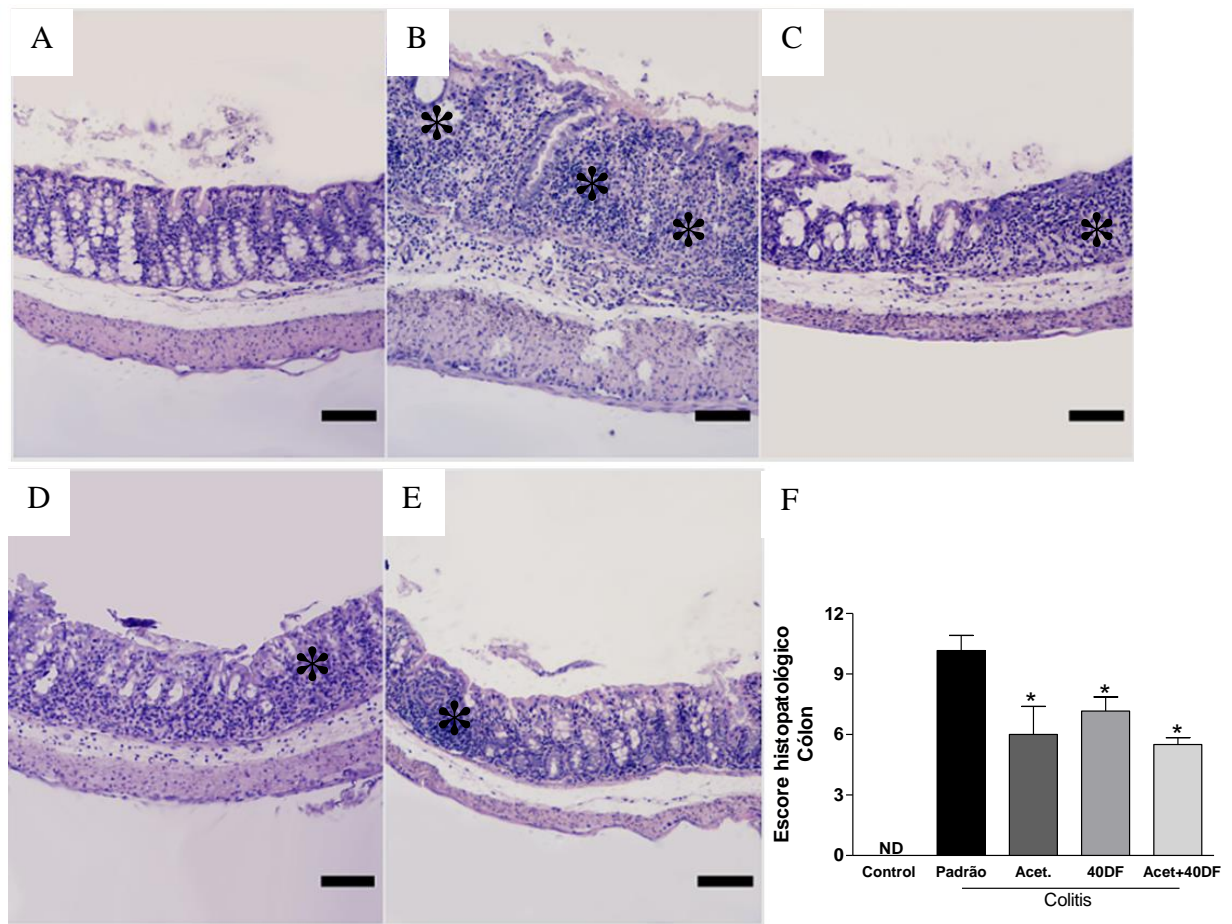 A
B
C
D
E
F
Escore histopatológico
Cólon
12
9
6
3
0
ND
*
*
*
Control
Padrão
Acet.
40DF
Acet+40DF
Colitis